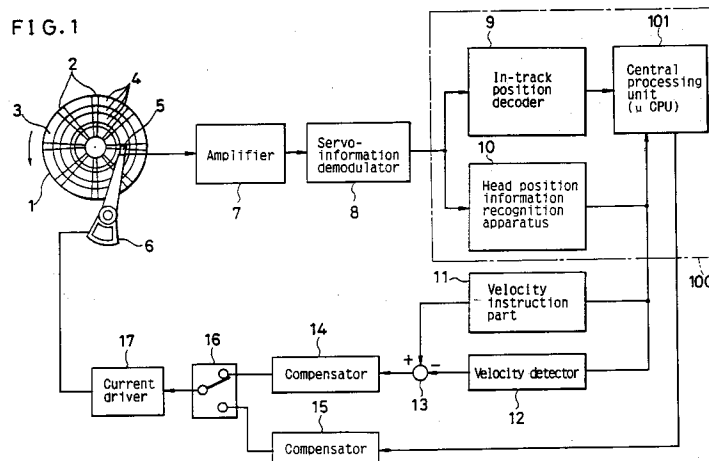 FIG.1
1
2
3
4
5
6
Amplifier
7
Servo-
information
demodulator
8
9
In-track
position
decoder
101
Central
processing
unit
(μ CPU)
10
Head position
information
recognition
apparatus
100
11
Velocity
instruction
part
Velocity detector
12
+
−
13
14
Compensator
15
Compensator
16
17
Current
driver